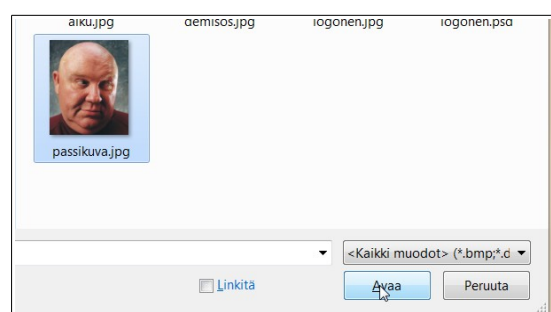 aiku.jpg demisos.jpg logonen.jpg logonen.psd
passikuva.jpg
<Kaikki muodot> (*.bmp;*.d
Linkitä
Avaa Peruuta